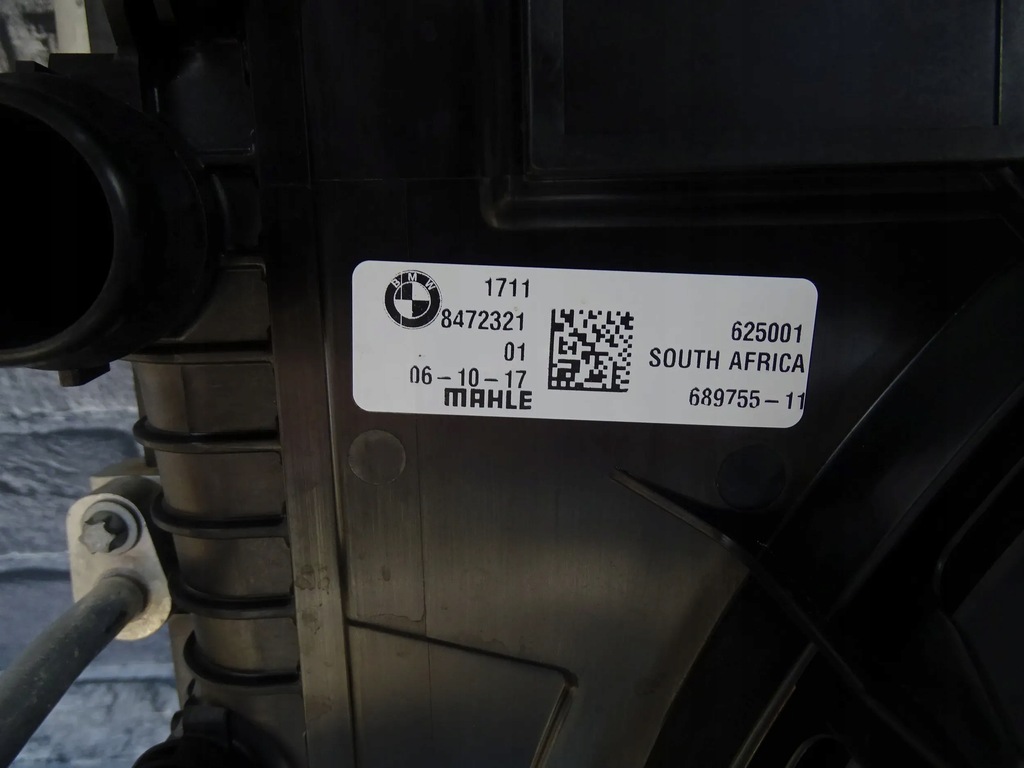 BMW
1711
8472321
01
06-10-17
MAHLE
625001
SOUTH AFRICA
689755-11